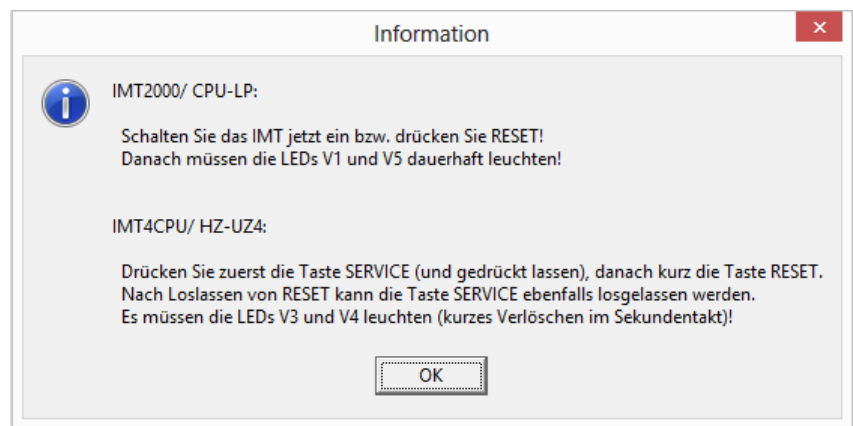 Information
IMT2000/ CPU-LP:
Schalten Sie das IMT jetzt ein bzw. drücken Sie RESET!
Danach müssen die LEDs V1 und V5 dauerhaft leuchten!
IMT4CPU/ HZ-UZ4:
Drücken Sie zuerst die Taste SERVICE (und gedrückt lassen), danach kurz die Taste RESET.
Nach Loslassen von RESET kann die Taste SERVICE ebenfalls losgelassen werden.
Es müssen die LEDs V3 und V4 leuchten (kurzes Verlöschen im Sekundentakt)!
OK